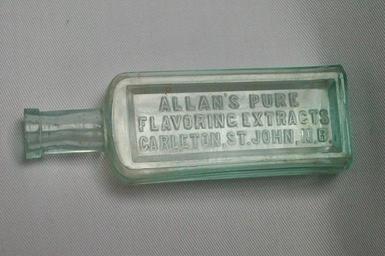 ALLAN'S PURE
FLAVORING EXTRACTS
CARLETON, ST. JOHN, N.B.